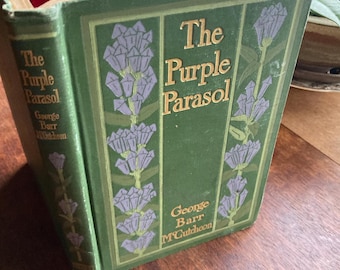 The
Purple
Parasol
George
Barr
McCutcheon
The
Purple
Parasol
George
Barr
McCutcheon